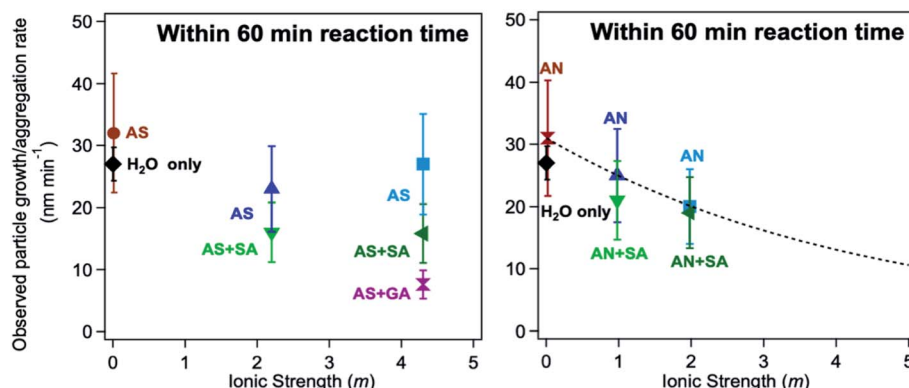 Observed particle growth/aggregation rate
(nm min⁻¹)
50
40
30
20
10
0
Within 60 min reaction time
AS
H₂O only
AS
AS+SA
AS
AS+SA
AS+GA
0
1
2
3
4
5
Ionic Strength (m)
50
40
30
20
10
0
Within 60 min reaction time
AN
H₂O only
AN
AN+SA
AN
AN+SA
0
1
2
3
4
5
Ionic Strength (m)